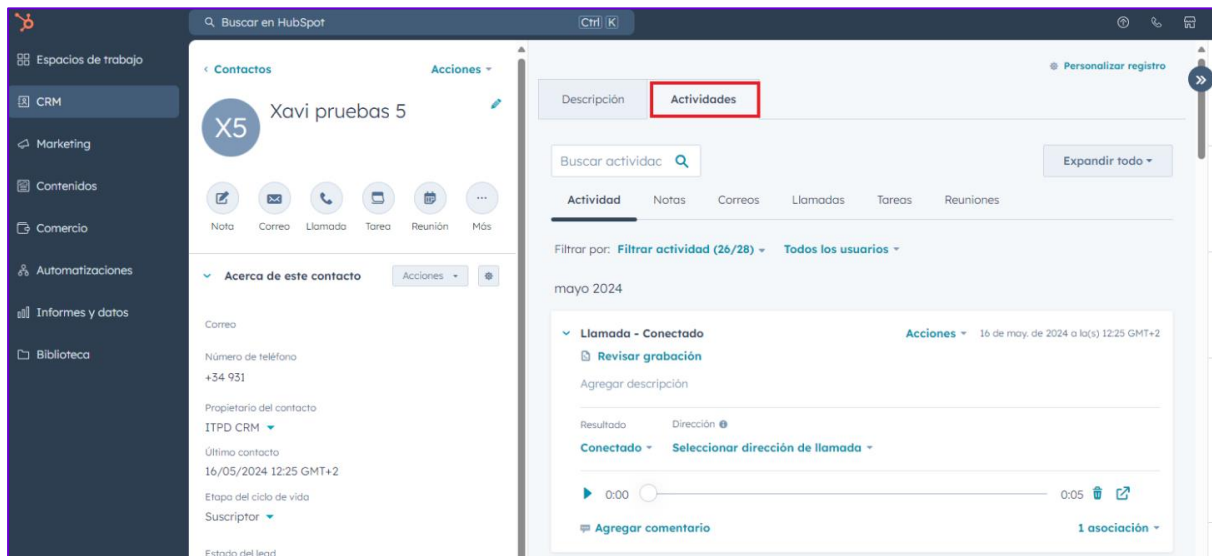 Buscar en HubSpot
Ctrl K
Espacios de trabajo
CRM
Marketing
Contenidos
Comercio
Automatizaciones
Informes y datos
Biblioteca
Contactos
Acciones
X5
Xavi pruebas 5
Nota Correo Llamada Tarea Reunión Más
Acerca de este contacto
Acciones
Correo
Número de teléfono
+34 931
Propietario del contacto
ITPD CRM
Último contacto
16/05/2024 12:25 GMT+2
Etapa del ciclo de vida
Suscriptor
Estado del lead
Personalizar registro
Descripción
Actividades
Buscar activida
Expandir todo
Actividad Notas Correos Llamadas Tareas Reuniones
Filtrar por: Filtrar actividad (26/28) Todos los usuarios
mayo 2024
Llamada - Conectado
Acciones
16 de may. de 2024 a la(s) 12:25 GMT+2
Revisar grabación
Agregar descripción
Resultado Dirección
Conectado Seleccionar dirección de llamada
0:00 0:05
Agregar comentario
1 asociación